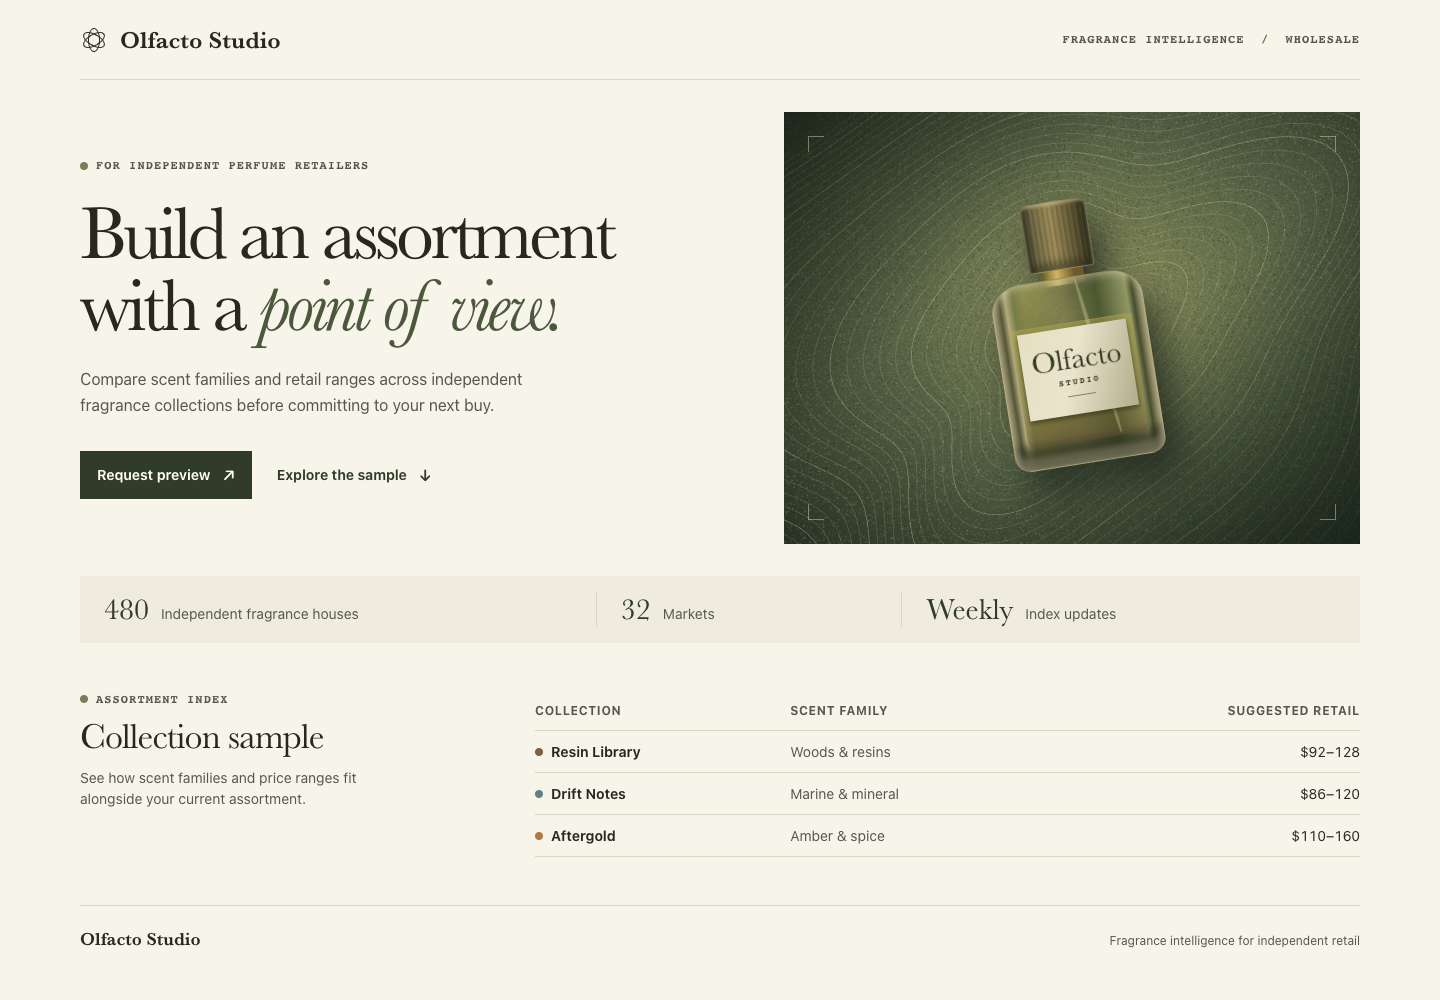 Olfacto Studio
FRAGRANCE INTELLIGENCE / WHOLESALE
FOR INDEPENDENT PERFUME RETAILERS
Build an assortment
with a point of view.
Compare scent families and retail ranges across independent
fragrance collections before committing to your next buy.
Request preview ↗
Explore the sample ↓
Olfacto
STUDIO
480 Independent fragrance houses
32 Markets
Weekly Index updates
ASSORTMENT INDEX
Collection sample
See how scent families and price ranges fit
alongside your current assortment.
COLLECTION SCENT FAMILY SUGGESTED RETAIL
Resin Library Woods & resins $92–128
Drift Notes Marine & mineral $86–120
Aftergold Amber & spice $110–160
Olfacto Studio
Fragrance intelligence for independent retail